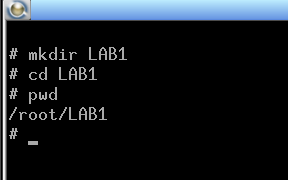 # mkdir LAB1
# cd LAB1
# pwd
/root/LAB1
# _